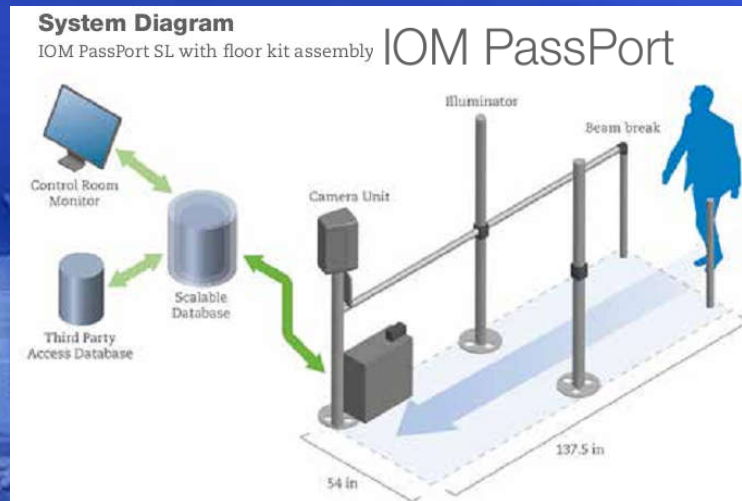 System Diagram
IOM PassPort SL with floor kit assembly
IOM PassPort
Illuminator
Beam break
Control Room
Monitor
Camera Unit
Scalable
Database
Third Party
Access Database
137.5 in
54 in